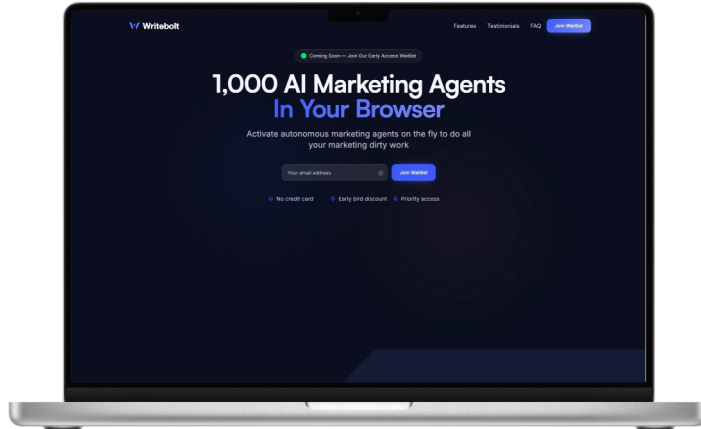 Writebolt
Features Testimonials FAQ Join Waitlist
Coming Soon — Join Our Early Access Waitlist
1,000 AI Marketing Agents
In Your Browser
Activate autonomous marketing agents on the fly to do all
your marketing dirty work
Your email address Join Waitlist
No credit card Early bird discount Priority access